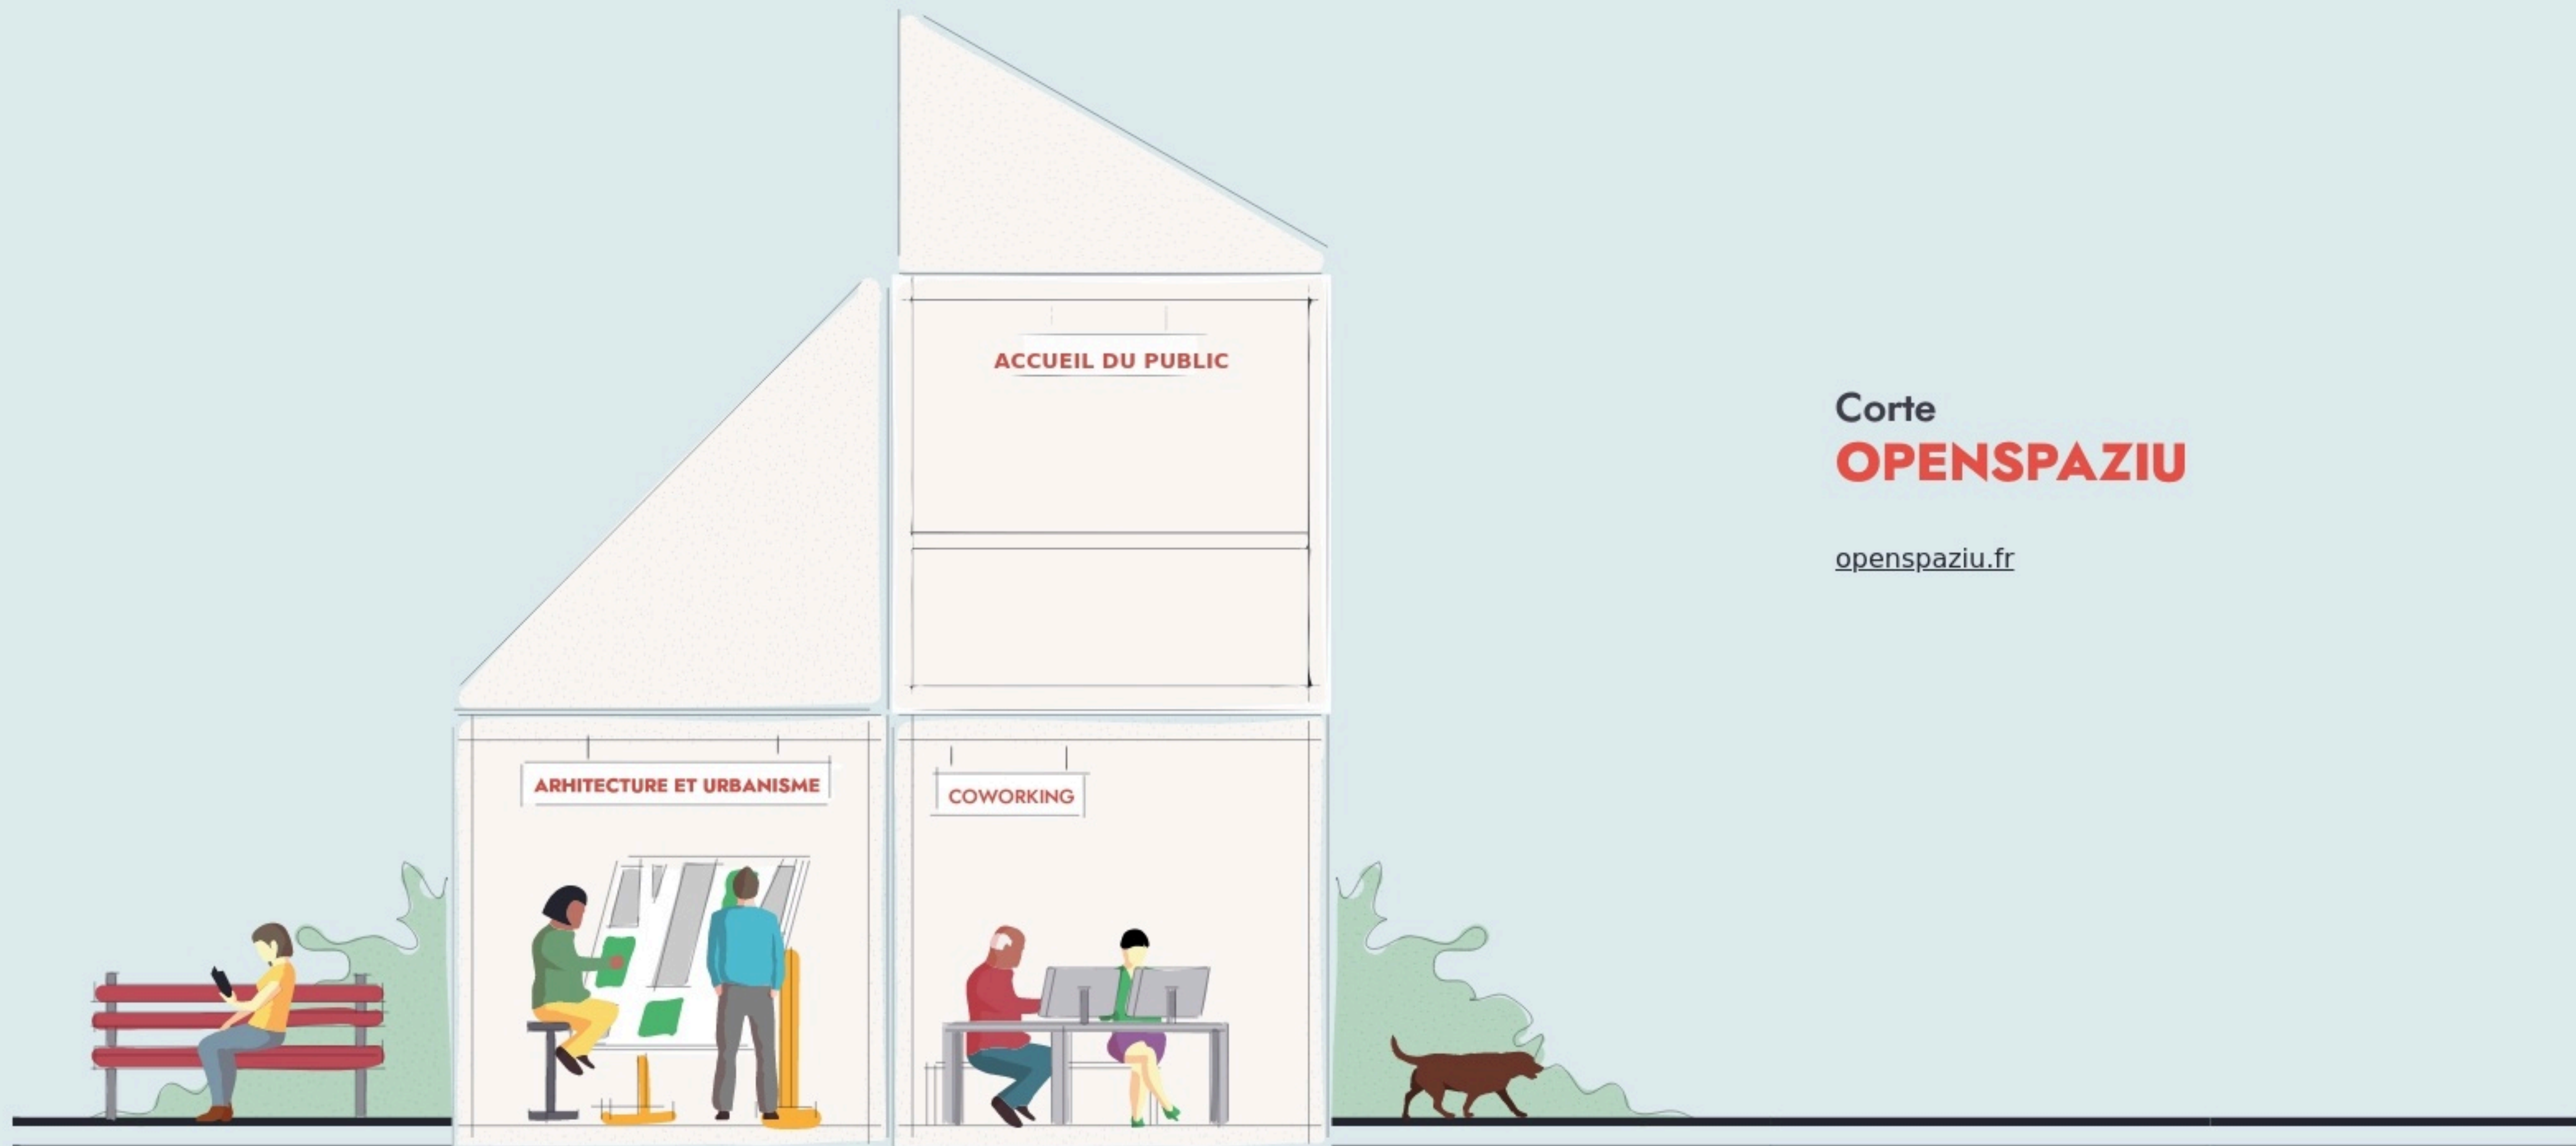 ACCUEIL DU PUBLIC
Corte
OPENSPAZIU
openspaziu.fr
ARHITECTURE ET URBANISME
COWORKING